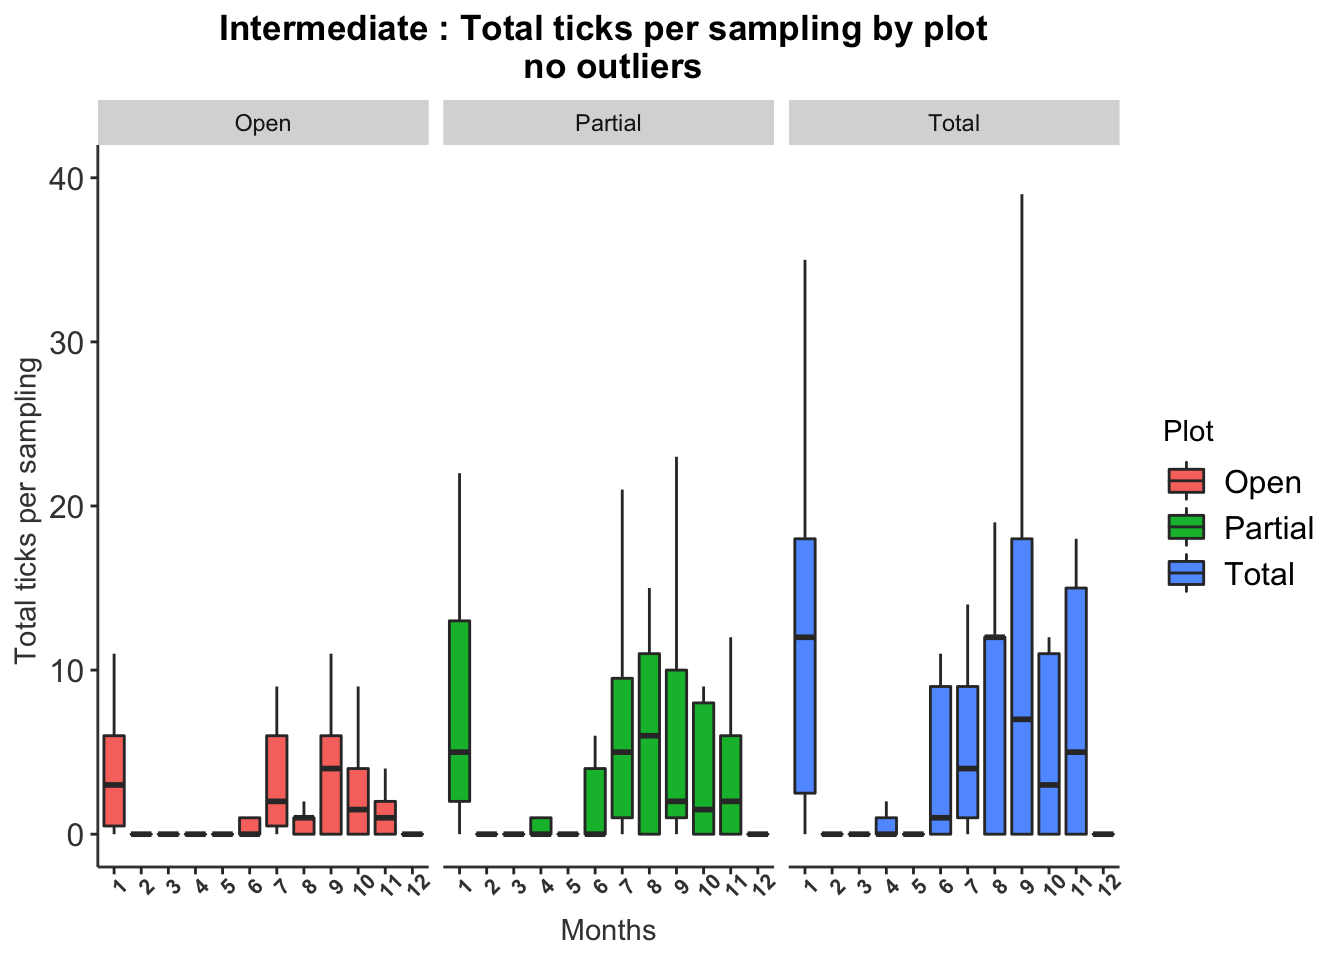 Intermediate : Total ticks per sampling by plot
no outliers
Open Partial Total
40
30
20
10
0
Total ticks per sampling
1 2 3 4 5 6 7 8 9 10 11 12 1 2 3 4 5 6 7 8 9 10 11 12 1 2 3 4 5 6 7 8 9 10 11 12
Months
Plot
Open
Partial
Total